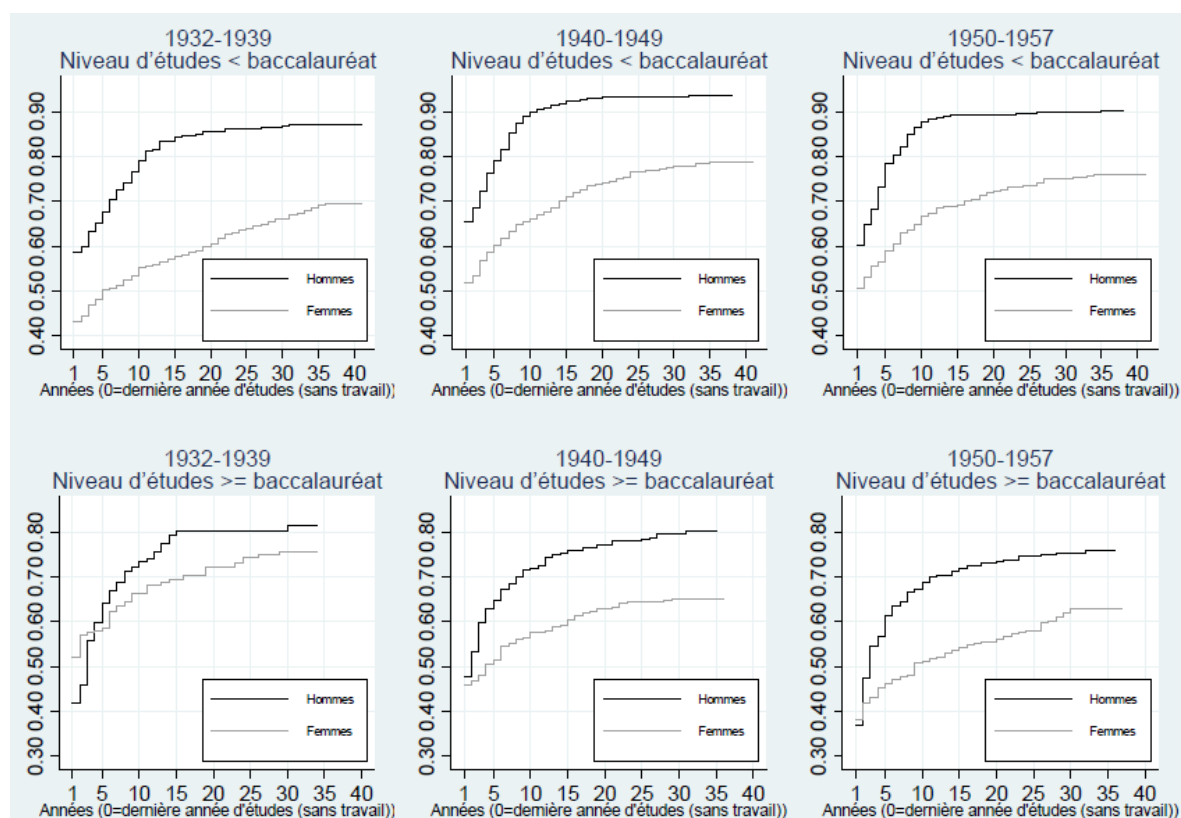 1932-1939
Niveau d'études < baccalauréat
0.40 0.50 0.60 0.70 0.80 0.90
Hommes
Femmes
1 5 10 15 20 25 30 35 40
Années (0=dernière année d'études (sans travail))
1940-1949
Niveau d'études < baccalauréat
0.40 0.50 0.60 0.70 0.80 0.90
Hommes
Femmes
1 5 10 15 20 25 30 35 40
Années (0=dernière année d'études (sans travail))
1950-1957
Niveau d'études < baccalauréat
0.40 0.50 0.60 0.70 0.80 0.90
Hommes
Femmes
1 5 10 15 20 25 30 35 40
Années (0=dernière année d'études (sans travail))
1932-1939
Niveau d'études >= baccalauréat
0.30 0.40 0.50 0.60 0.70 0.80
Hommes
Femmes
1 5 10 15 20 25 30 35 40
Années (0=dernière année d'études (sans travail))
1940-1949
Niveau d'études >= baccalauréat
0.30 0.40 0.50 0.60 0.70 0.80
Hommes
Femmes
1 5 10 15 20 25 30 35 40
Années (0=dernière année d'études (sans travail))
1950-1957
Niveau d'études >= baccalauréat
0.30 0.40 0.50 0.60 0.70 0.80
Hommes
Femmes
1 5 10 15 20 25 30 35 40
Années (0=dernière année d'études (sans travail))